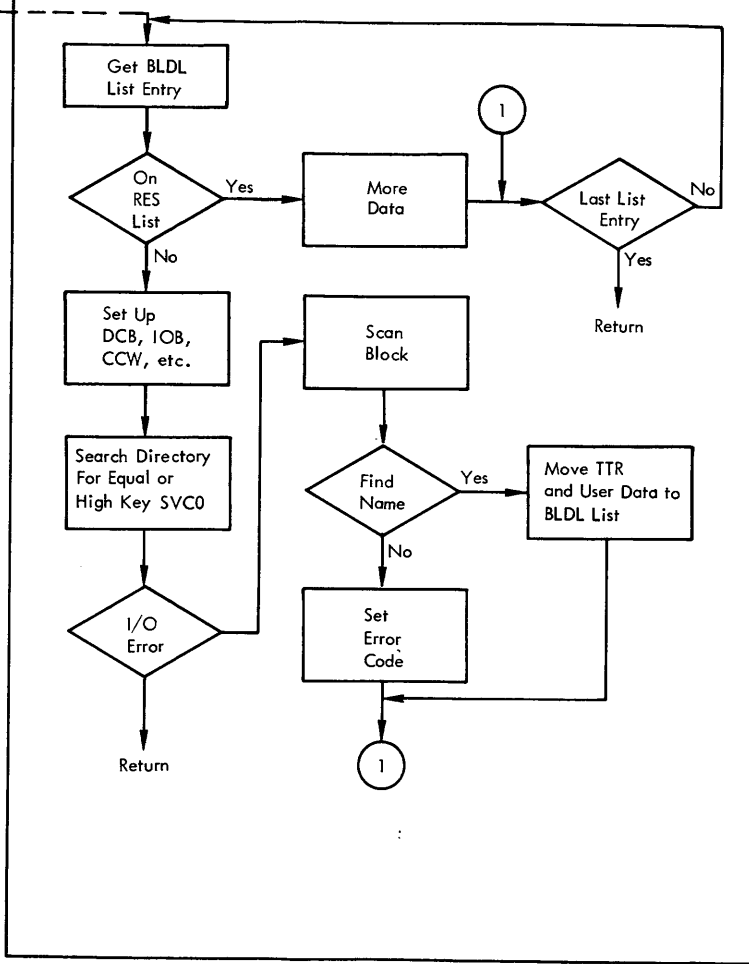 Get BLDL
List Entry
1
On
RES
List
Yes
More
Data
Last List
Entry
No
No
Yes
Return
Set Up
DCB, IOB,
CCW, etc.
Scan
Block
Search Directory
For Equal or
High Key SVC0
Find
Name
Yes
Move TTR
and User Data to
BLDL List
No
I/O
Error
Set
Error
Code
Return
1